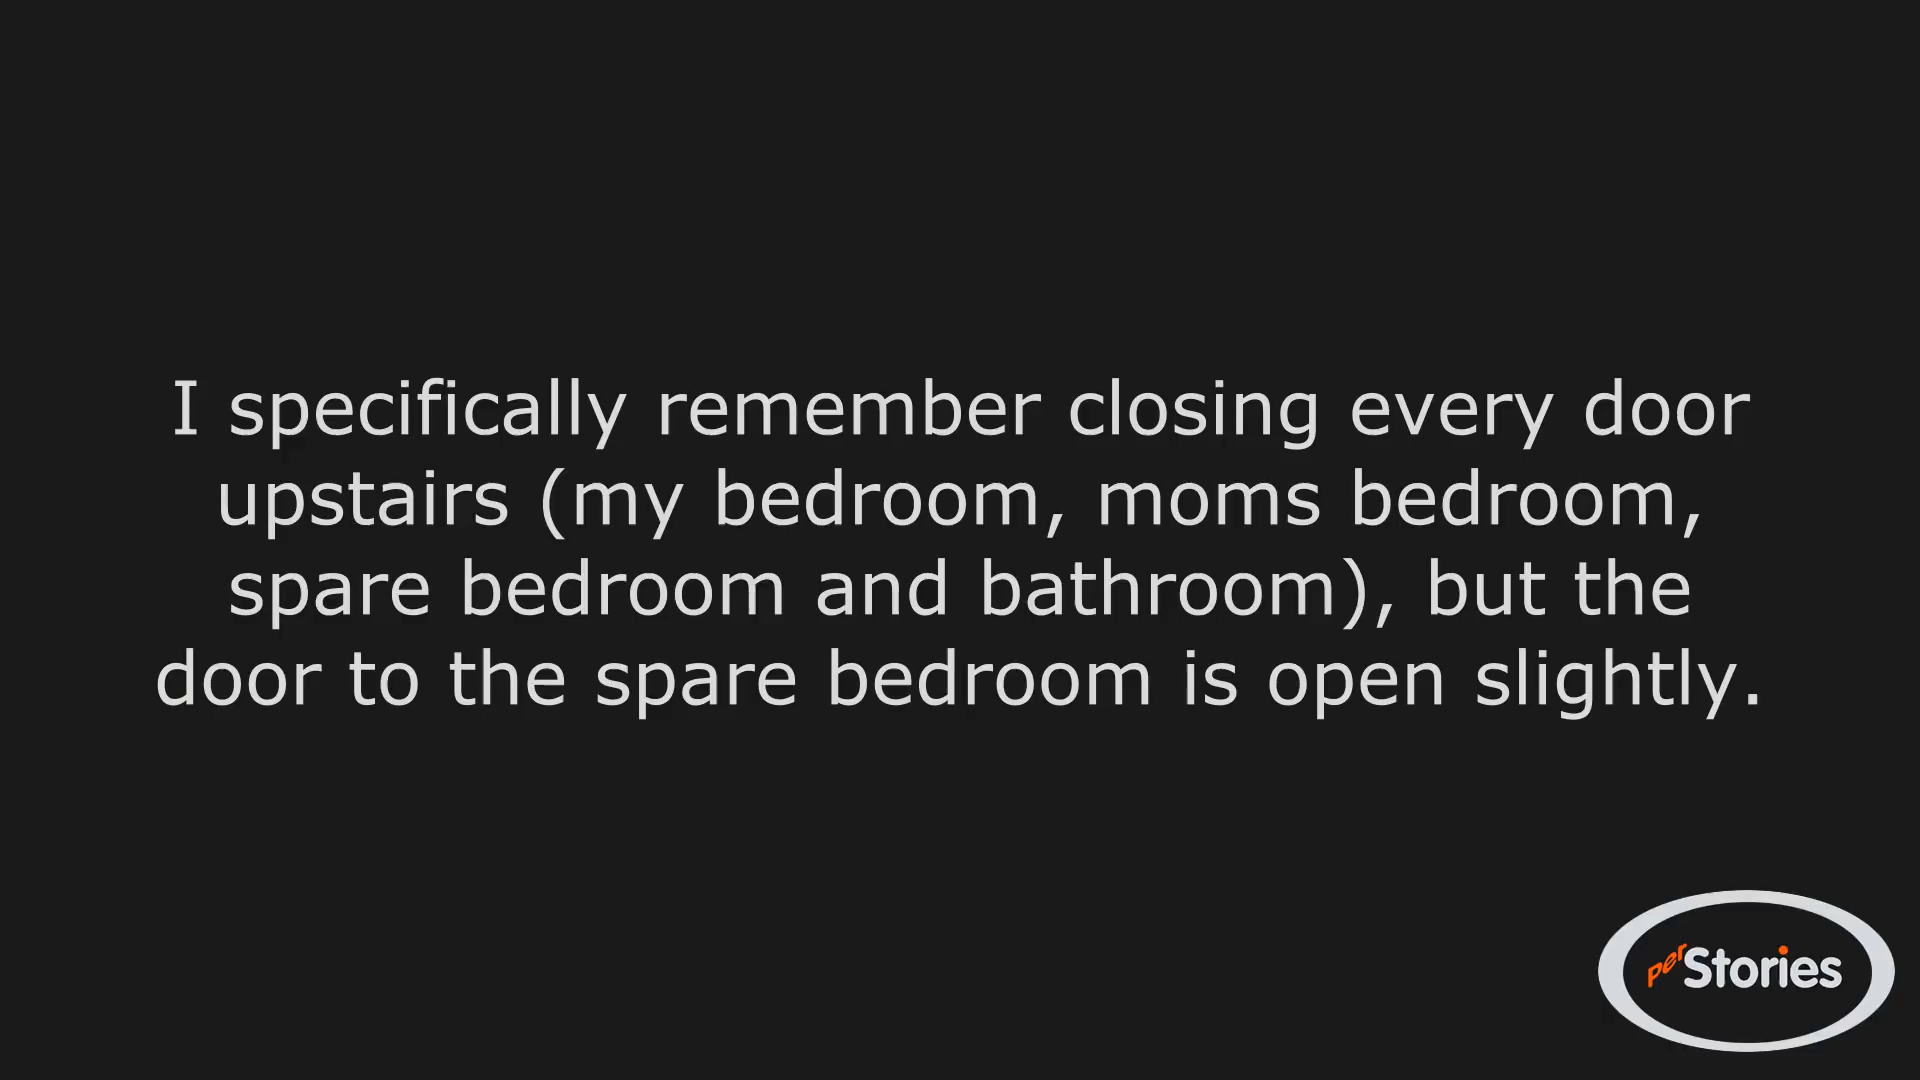 I specifically remember closing every door
upstairs (my bedroom, moms bedroom,
spare bedroom and bathroom), but the
door to the spare bedroom is open slightly.
perStories